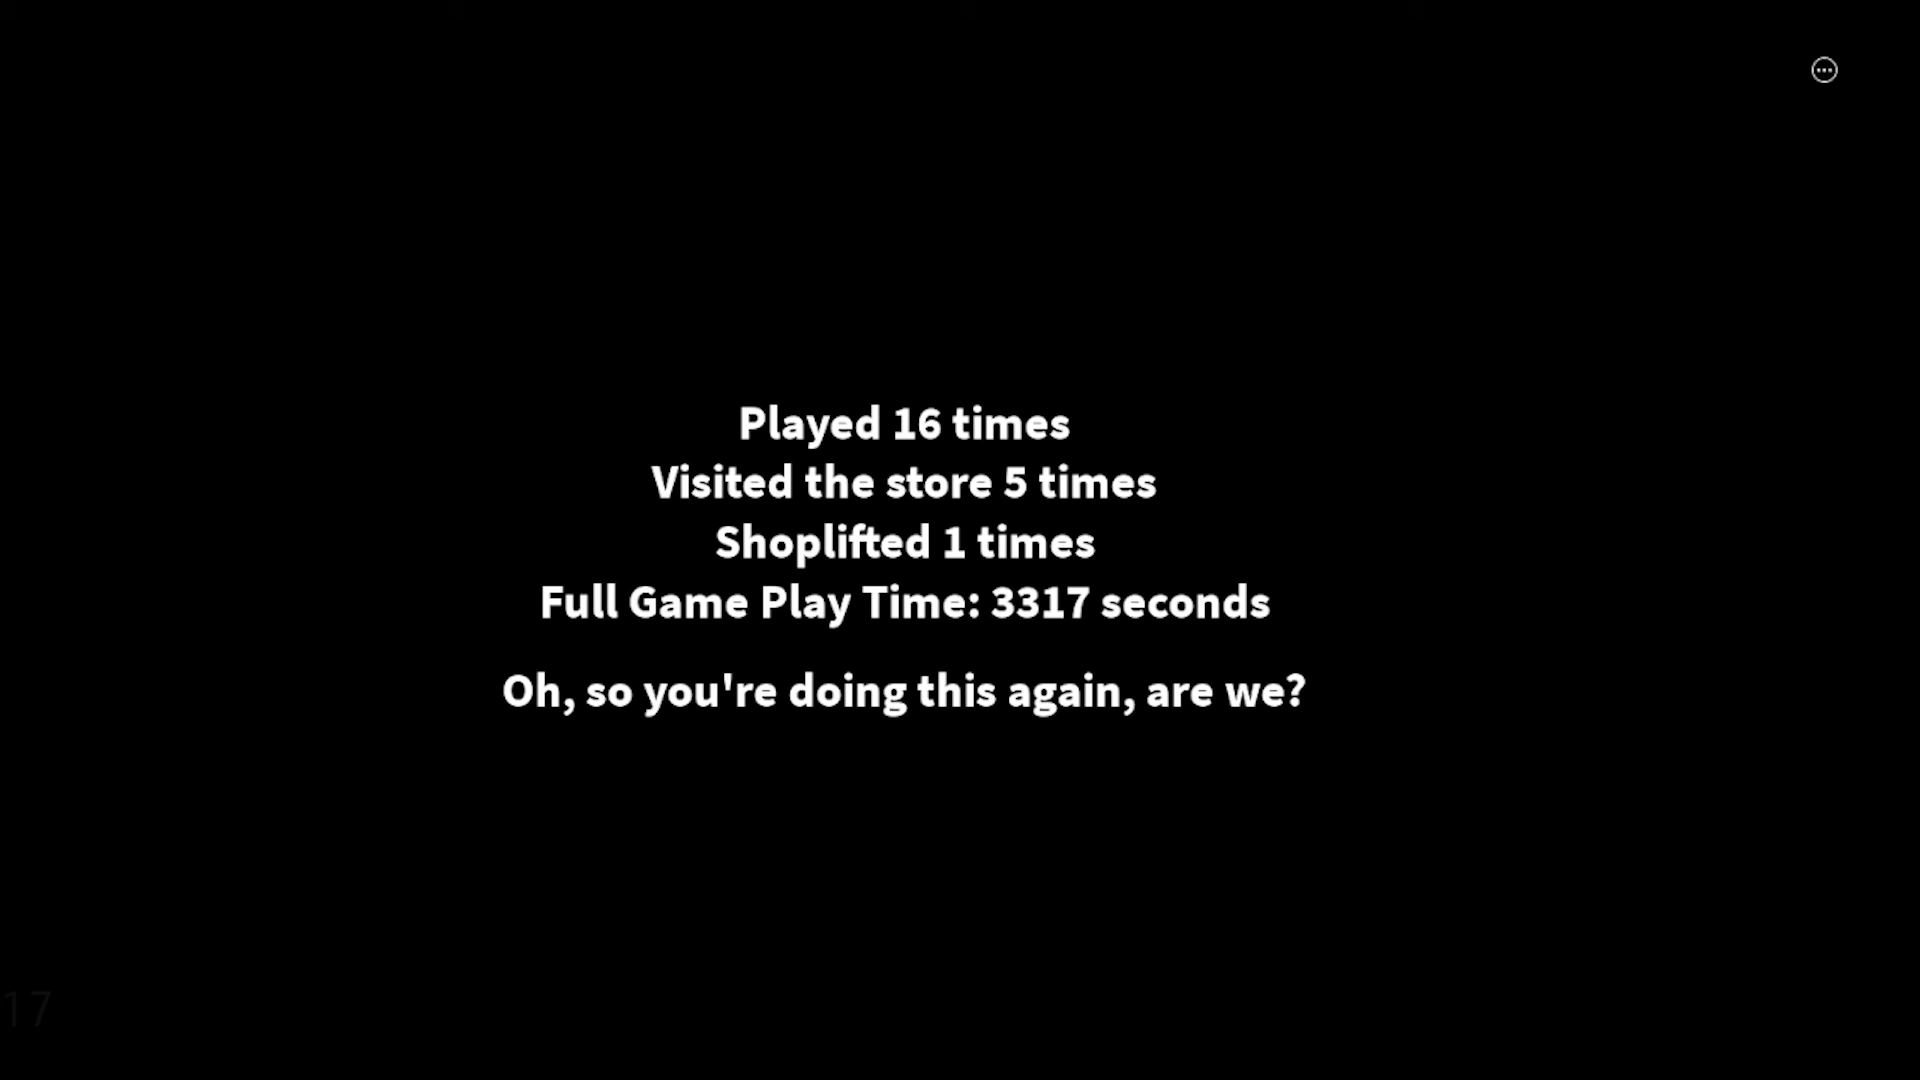 Played 16 times
Visited the store 5 times
Shoplifted 1 times
Full Game Play Time: 3317 seconds
Oh, so you're doing this again, are we?
17